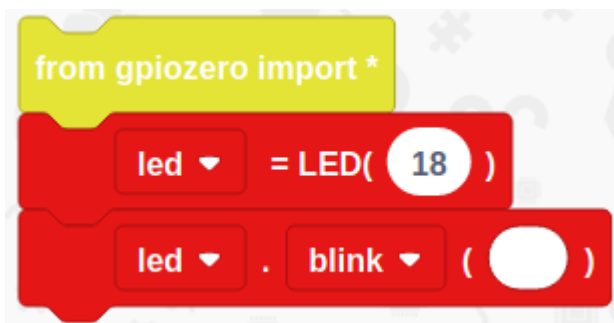 from gpiozero import *
led = LED( 18 )
led . blink ( )